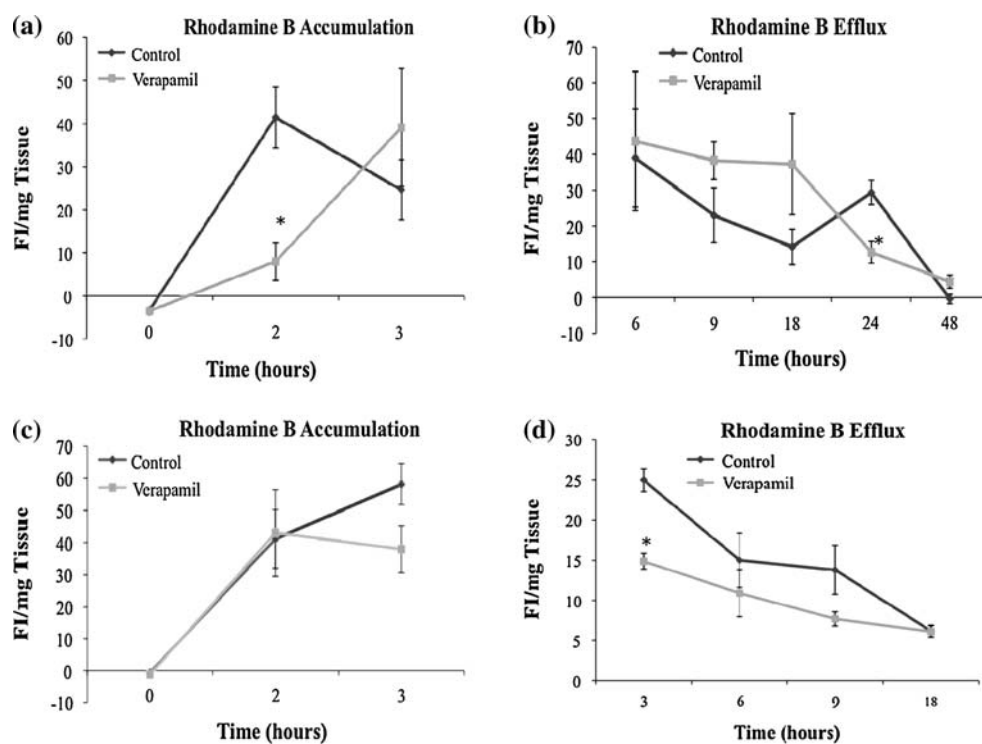 (a)
Rhodamine B Accumulation
60
50
40
30
20
10
0
-10
Control
Verapamil
*
FI/mg Tissue
0 2 3
Time (hours)
(b)
Rhodamine B Efflux
70
60
50
40
30
20
10
0
-10
Control
Verapamil
*
FI/mg Tissue
6 9 18 24 48
Time (hours)
(c)
Rhodamine B Accumulation
70
60
50
40
30
20
10
0
-10
Control
Verapamil
FI/mg Tissue
0 2 3
Time (hours)
(d)
Rhodamine B Efflux
30
25
20
15
10
5
0
Control
Verapamil
*
FI/mg Tissue
3 6 9 18
Time (hours)